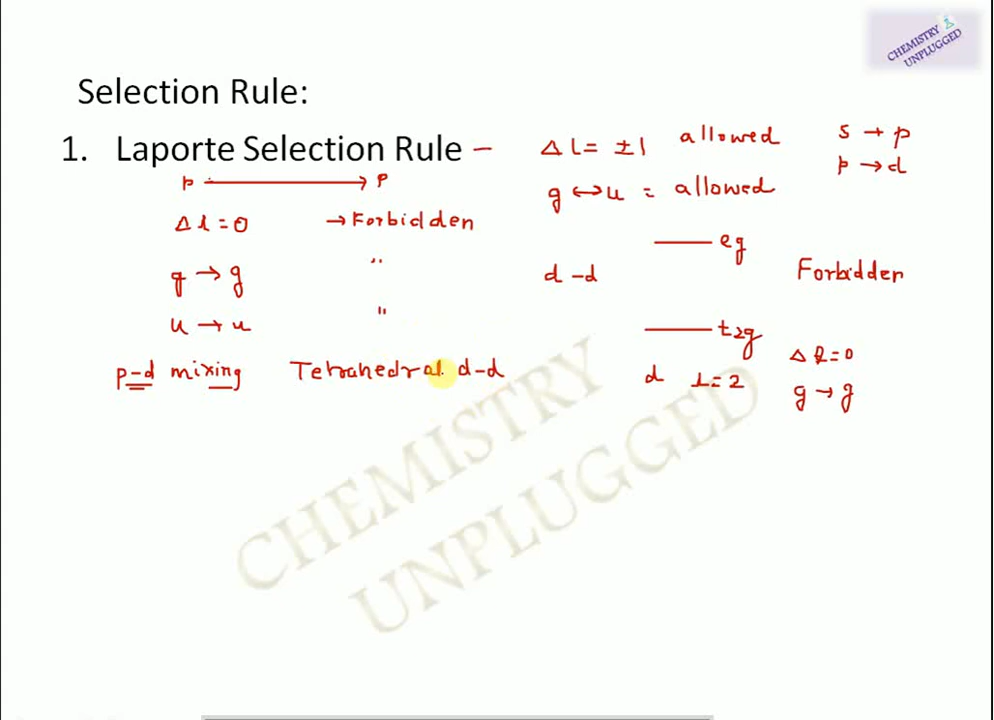 CHEMISTRY
UNPLUGGED
Selection Rule:
1. Laporte Selection Rule – Δl = ±1 allowed s → p
p → d
p → p
g ↔ u = allowed
Δl = 0 → Forbidden
eg
g → g " d-d Forbidden
u → u " t2g
Δl = 0
p-d mixing Tetrahedral d-d d l = 2
g → g
CHEMISTRY
UNPLUGGED